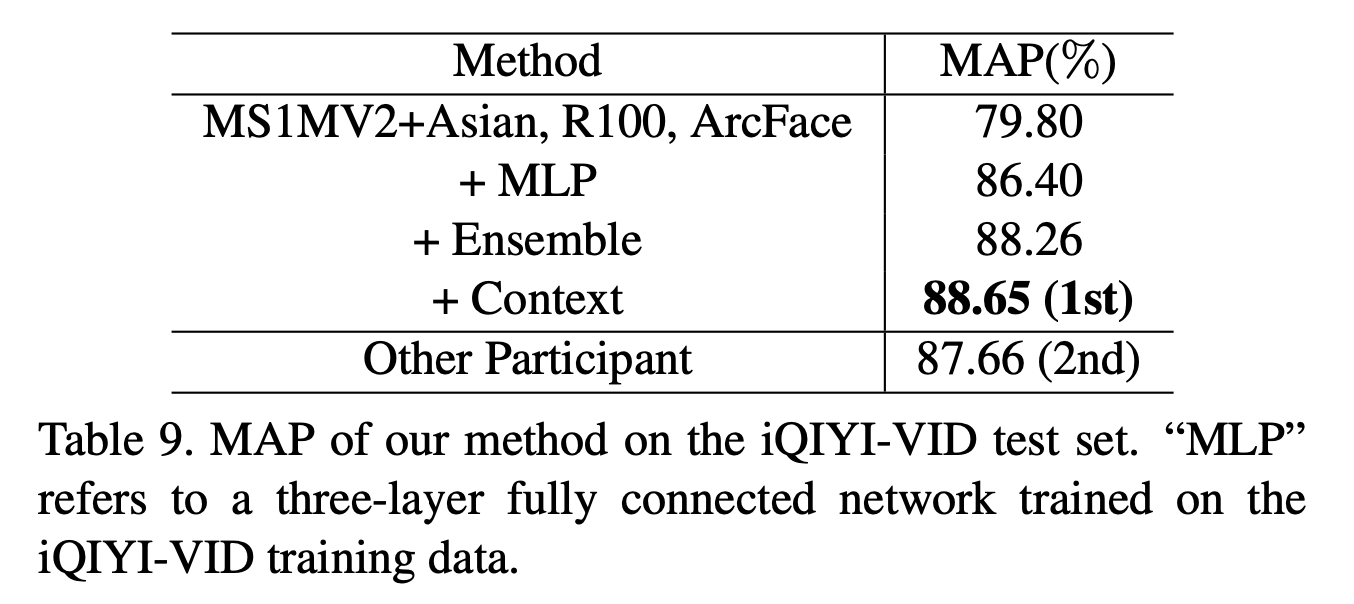 Method MAP(%)
MS1MV2+Asian, R100, ArcFace 79.80
+ MLP 86.40
+ Ensemble 88.26
+ Context 88.65 (1st)
Other Participant 87.66 (2nd)
Table 9. MAP of our method on the iQIYI-VID test set. “MLP”
refers to a three-layer fully connected network trained on the
iQIYI-VID training data.